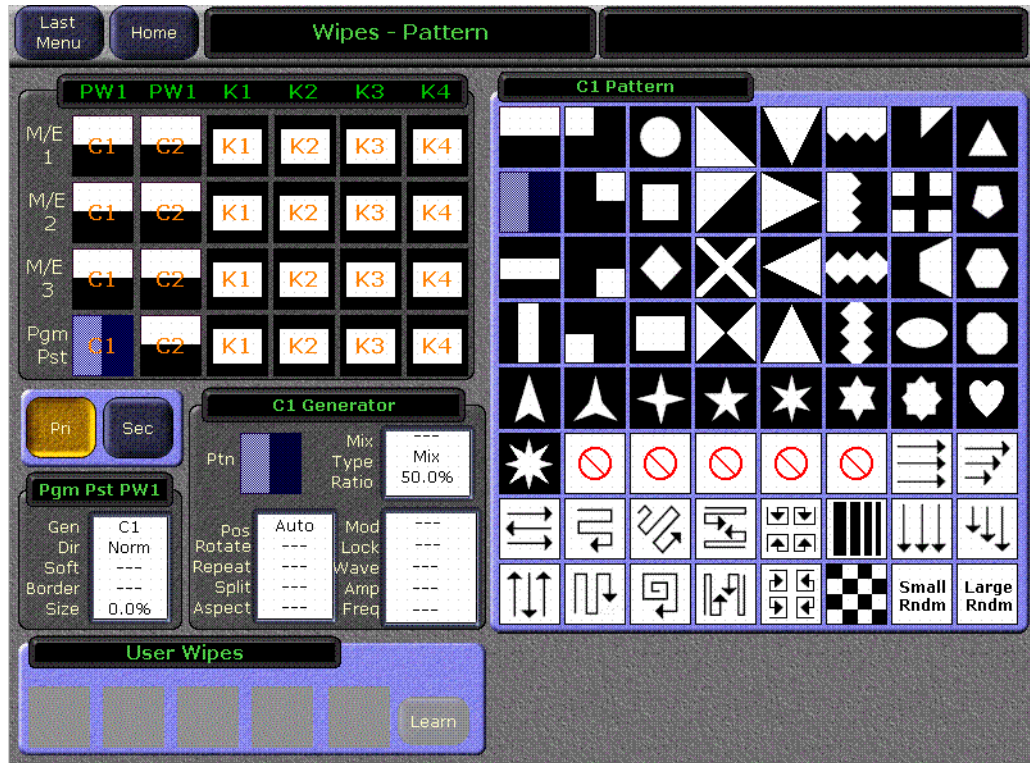 Last Menu
Home
Wipes - Pattern
PW1 PW1 K1 K2 K3 K4
M/E 1
C1 C2 K1 K2 K3 K4
M/E 2
C1 C2 K1 K2 K3 K4
M/E 3
C1 C2 K1 K2 K3 K4
Pgm Pst
C1 C2 K1 K2 K3 K4
C1 Pattern
Small Rndm
Large Rndm
Pri
Sec
C1 Generator
Ptn
Mix ---
Type Mix
Ratio 50.0%
Pgm Pst PW1
Gen C1
Dir Norm
Soft ---
Border ---
Size 0.0%
Pos Auto
Rotate ---
Repeat ---
Split ---
Aspect ---
Mod ---
Lock ---
Wave ---
Amp ---
Freq ---
User Wipes
Learn